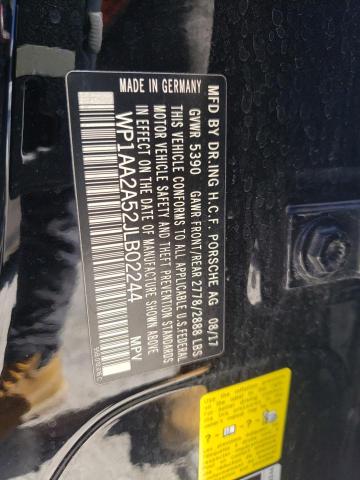 MFD BY DR.ING H.C.F. PORSCHE AG 08/17
GVWR 5390 GAWR FRONT/REAR 2778/2888 LBS
THIS VEHICLE CONFORMS TO ALL APPLICABLE U.S. FEDERAL
MOTOR VEHICLE SAFETY AND THEFT PREVENTION STANDARDS
IN EFFECT ON THE DATE OF MANUFACTURE SHOWN ABOVE
WP1AA2A52JLB02244 MPV
MADE IN GERMANY